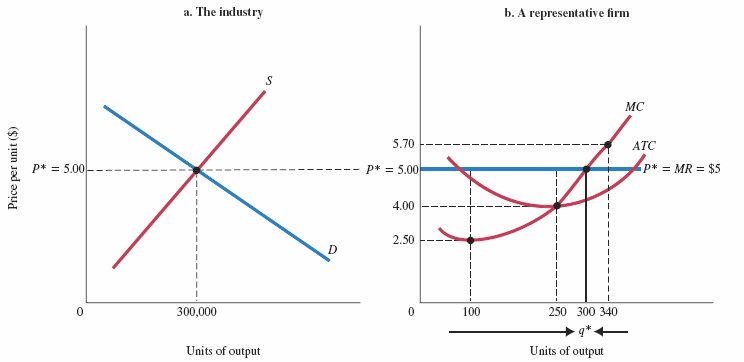 a. The industry
b. A representative firm
Price per unit ($)
S
D
P* = 5.00
0
300,000
Units of output
MC
ATC
5.70
P* = 5.00
P* = MR = $5
4.00
2.50
0
100
250
300
340
q*
Units of output